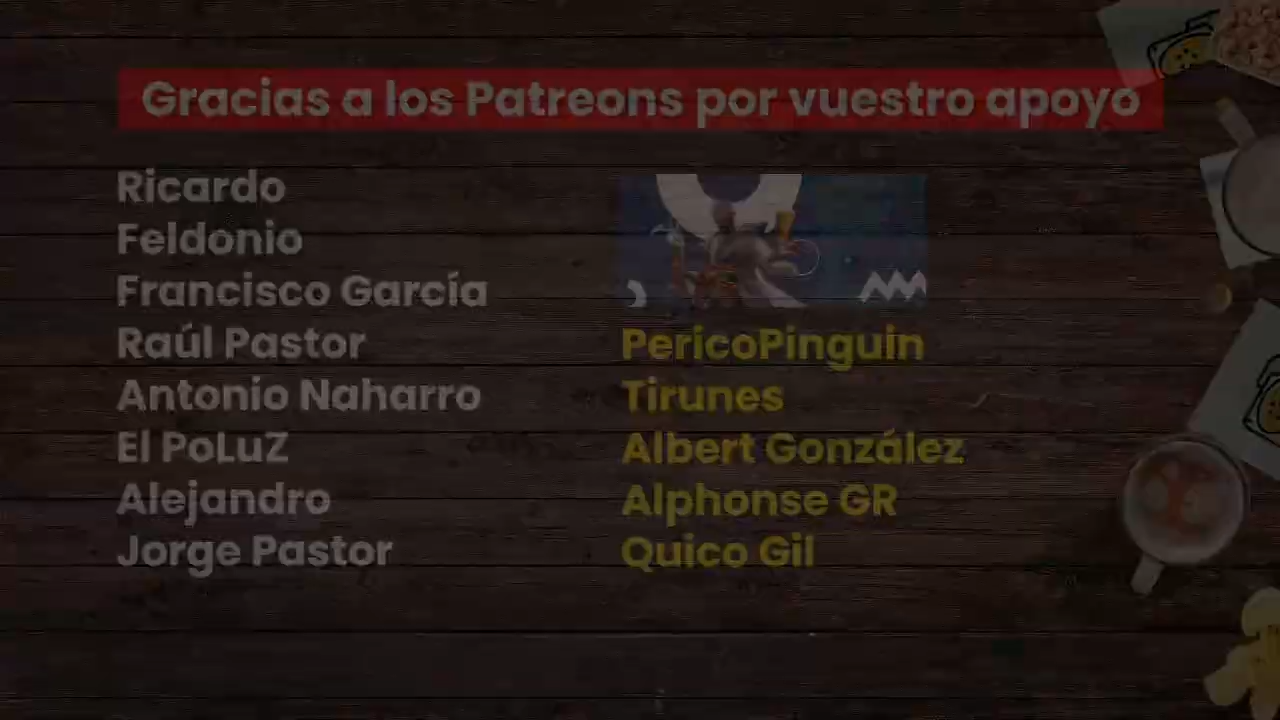 Gracias a los Patreons por vuestro apoyo
Ricardo
Feldonio
Francisco García
Raúl Pastor
Antonio Naharro
El PoLuZ
Alejandro
Jorge Pastor
PericoPinguin
Tirunes
Albert González
Alphonse GR
Quico Gil